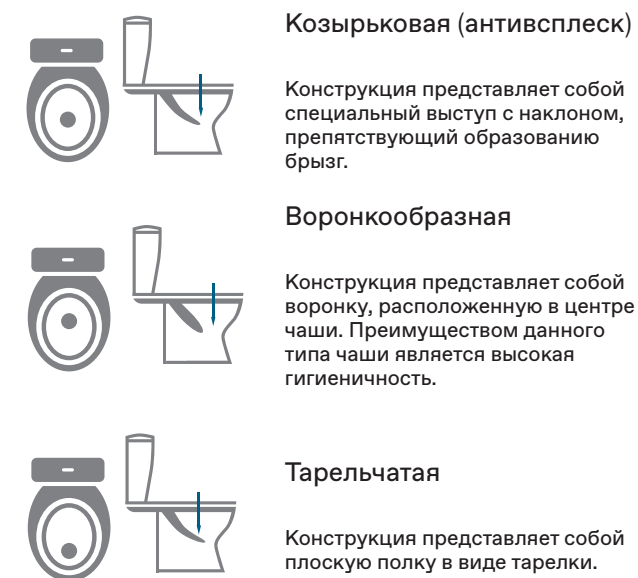 Козырьковая (антивсплеск)
Конструкция представляет собой
специальный выступ с наклоном,
препятствующий образованию
брызг.
Воронкообразная
Конструкция представляет собой
воронку, расположенную в центре
чаши. Преимуществом данного
типа чаши является высокая
гигиеничность.
Тарельчатая
Конструкция представляет собой
плоскую полку в виде тарелки.